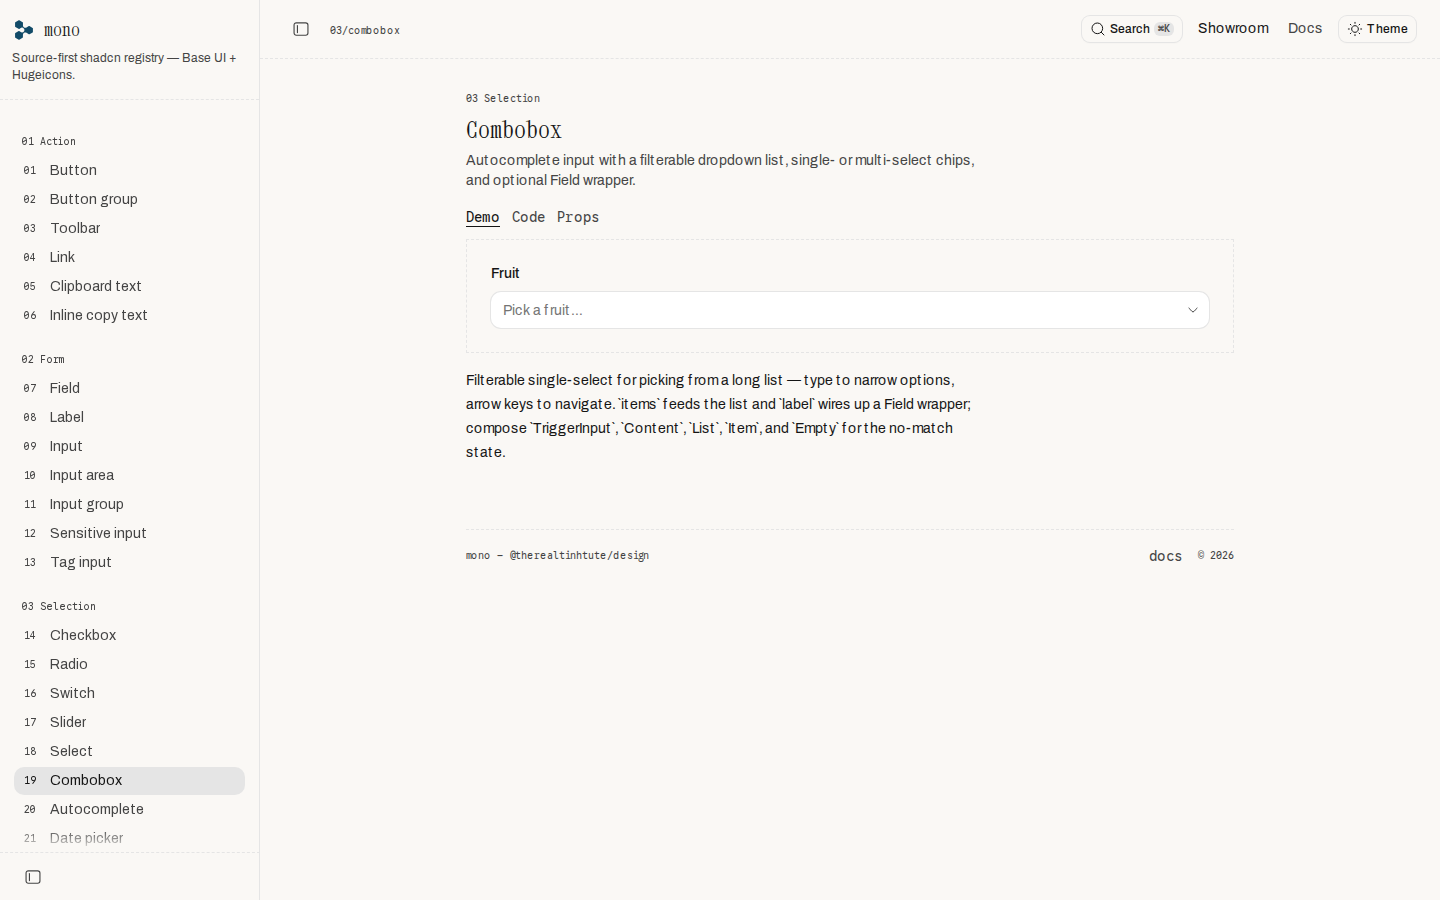 mono
Source-first shadcn registry — Base UI +
Hugeicons.
01 Action
01 Button
02 Button group
03 Toolbar
04 Link
05 Clipboard text
06 Inline copy text
02 Form
07 Field
08 Label
09 Input
10 Input area
11 Input group
12 Sensitive input
13 Tag input
03 Selection
14 Checkbox
15 Radio
16 Switch
17 Slider
18 Select
19 Combobox
20 Autocomplete
21 Date picker
03/combobox
Search ⌘K
Showroom
Docs
Theme
03 Selection
Combobox
Autocomplete input with a filterable dropdown list, single- or multi-select chips,
and optional Field wrapper.
Demo Code Props
Fruit
Pick a fruit…
Filterable single-select for picking from a long list — type to narrow options,
arrow keys to navigate. `items` feeds the list and `label` wires up a Field wrapper;
compose `TriggerInput`, `Content`, `List`, `Item`, and `Empty` for the no-match
state.
mono — @therealtinhtute/design
docs © 2026